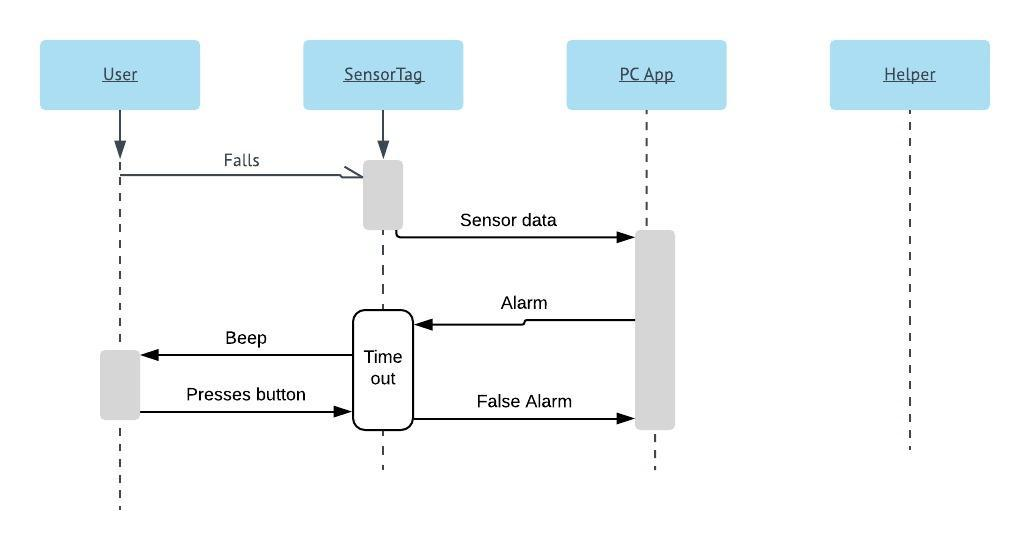 User
SensorTag
PC App
Helper
Falls
Sensor data
Alarm
Beep
Time
out
Presses button
False Alarm